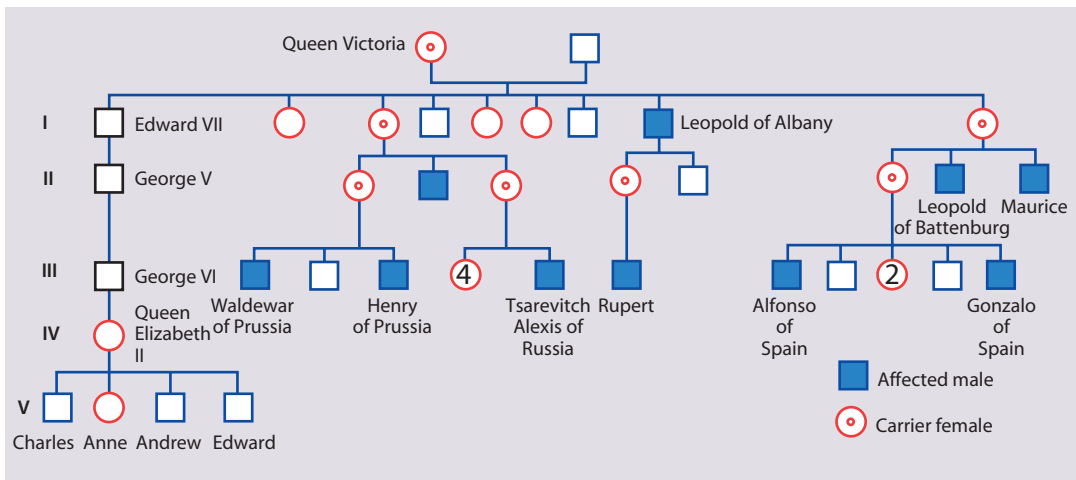 Queen Victoria
I
Edward VII
Leopold of Albany
II
George V
Leopold
of Battenburg
Maurice
III
George VI
4
2
Waldewar
of Prussia
Henry
of Prussia
Tsarevitch
Alexis of
Russia
Rupert
Alfonso
of
Spain
Gonzalo
of
Spain
IV
Queen
Elizabeth
II
Affected male
V
Carrier female
Charles
Anne
Andrew
Edward